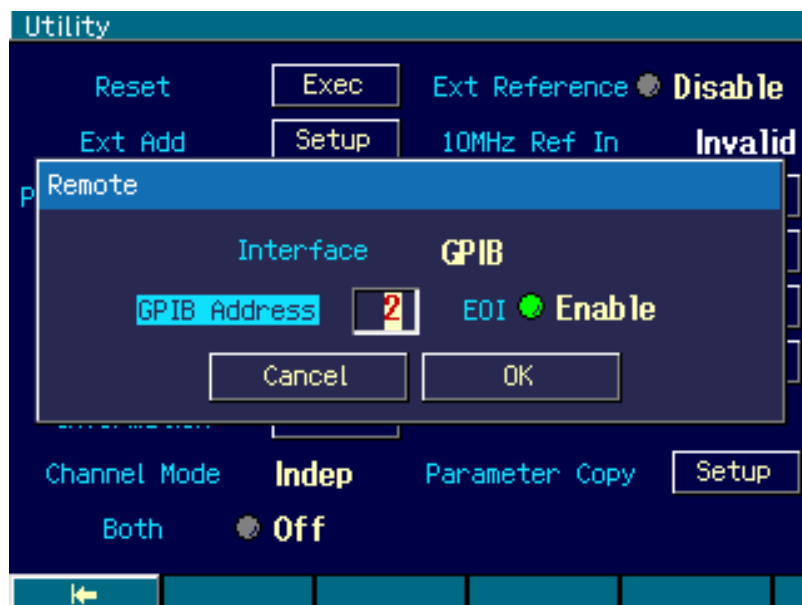 Utility
Reset Exec Ext Reference Disable
Ext Add Setup 10MHz Ref In Invalid
P
Remote
Interface GPIB
GPIB Address 2 EOI Enable
Cancel OK
Channel Mode Indep Parameter Copy Setup
Both Off